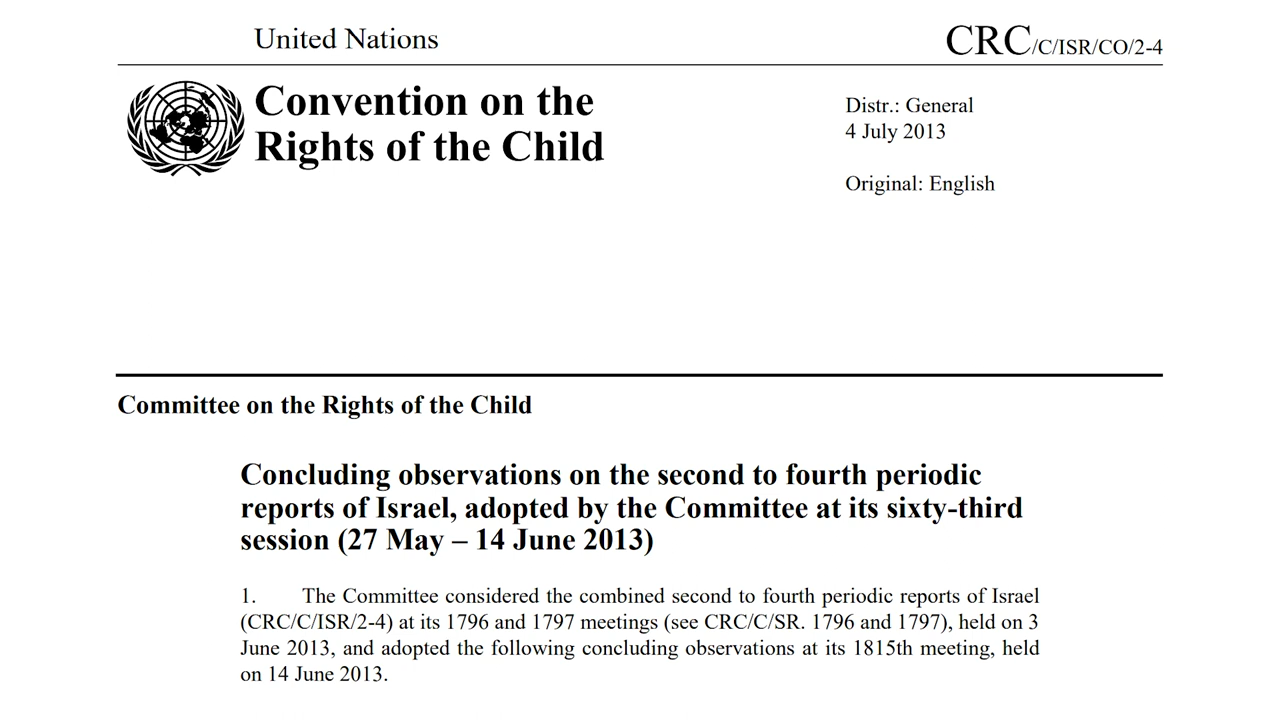 United Nations
CRC/C/ISR/CO/2-4
Convention on the
Rights of the Child
Distr.: General
4 July 2013
Original: English
Committee on the Rights of the Child
Concluding observations on the second to fourth periodic
reports of Israel, adopted by the Committee at its sixty-third
session (27 May – 14 June 2013)
1. The Committee considered the combined second to fourth periodic reports of Israel
(CRC/C/ISR/2-4) at its 1796 and 1797 meetings (see CRC/C/SR. 1796 and 1797), held on 3
June 2013, and adopted the following concluding observations at its 1815th meeting, held
on 14 June 2013.